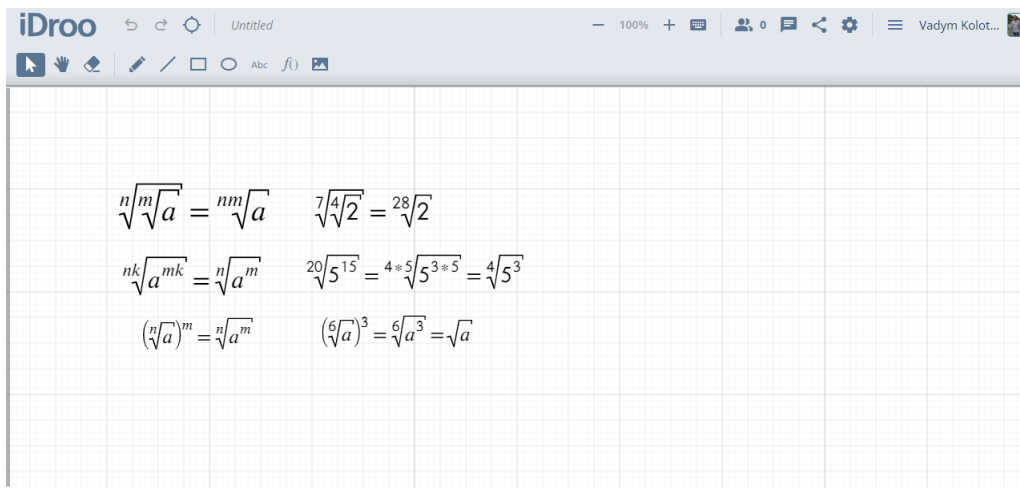 iDroo Untitled 100% 0 Vadym Kolot...
Abc f()
ⁿ√(ᵐ√a) = ⁿᵐ√a ⁷√(⁴√2) = ²⁸√2
ⁿᵏ√(aᵐᵏ) = ⁿ√(aᵐ) ²⁰√(5¹⁵) = ⁴*⁵√(5³*⁵) = ⁴√(5³)
(ⁿ√a)ᵐ = ⁿ√(aᵐ) (⁶√a)³ = ⁶√(a³) = √a